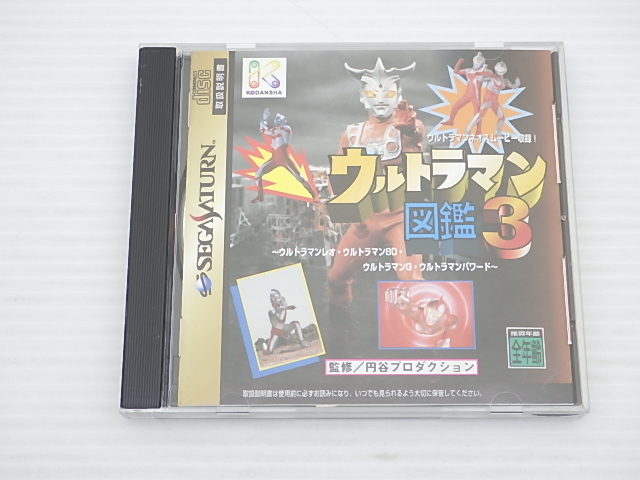 COMPACT disc
取扱説明書
SEGA SATURN
KODANSHA
ウルトラマンネオスムービー収録!
ウルトラマン
図鑑3
〜ウルトラマンレオ・ウルトラマン80・
ウルトラマンG・ウルトラマンパワード〜
監修/円谷プロダクション
推奨年齢
全年齢
取扱説明書は使用前に必ずお読みになり、いつでも見られるよう大切に保管してください。